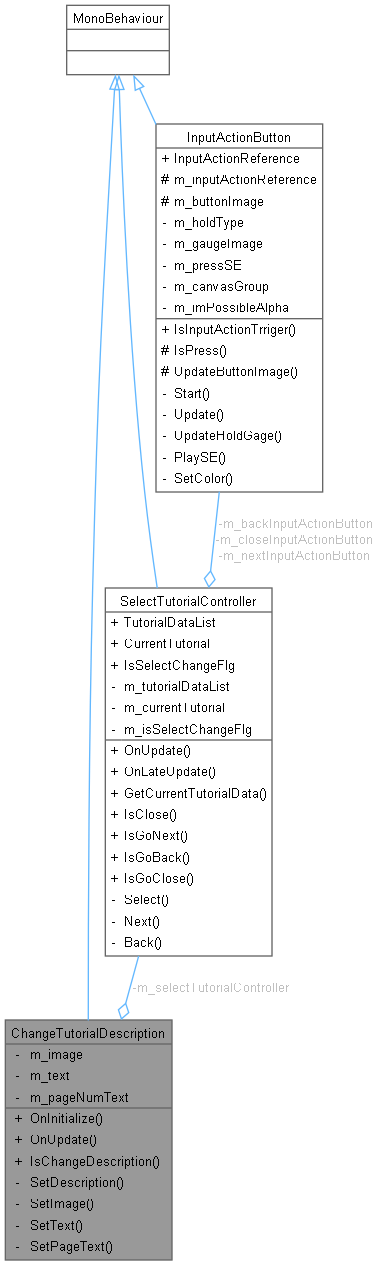 MonoBehaviour
InputActionButton
+ InputActionReference
# m_inputActionReference
# m_buttonImage
- m_holdType
- m_gaugeImage
- m_pressSE
- m_canvasGroup
- m_imPossibleAlpha
+ IsInputActionTrriger()
# IsPress()
# UpdateButtonImage()
- Start()
- Update()
- UpdateHoldGage()
- PlaySE()
- SetColor()
-m_backInputActionButton
-m_closeInputActionButton
-m_nextInputActionButton
SelectTutorialController
+ TutorialDataList
+ CurrentTutorial
+ IsSelectChangeFlg
- m_tutorialDataList
- m_currentTutorial
- m_isSelectChangeFlg
+ OnUpdate()
+ OnLateUpdate()
+ GetCurrentTutorialData()
+ IsClose()
+ IsGoNext()
+ IsGoBack()
+ IsGoClose()
- Select()
- Next()
- Back()
-m_selectTutorialController
ChangeTutorialDescription
- m_image
- m_text
- m_pageNumText
+ OnInitialize()
+ OnUpdate()
+ IsChangeDescription()
- SetDescription()
- SetImage()
- SetText()
- SetPageText()